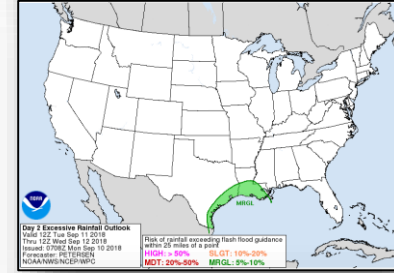 MRGL
NOAA
Day 2 Excessive Rainfall Outlook
Valid 12Z Tue Sep 11 2018
Thru 12Z Wed Sep 12 2018
Issued: 0708Z Mon Sep 10 2018
Forecaster: PETERSEN
NOAA/NWS/NCEP/WPC
Risk of rainfall exceeding flash flood guidance
within 25 miles of a point
HIGH: > 50% SLGT: 10%-20%
MDT: 20%-50% MRGL: 5%-10%